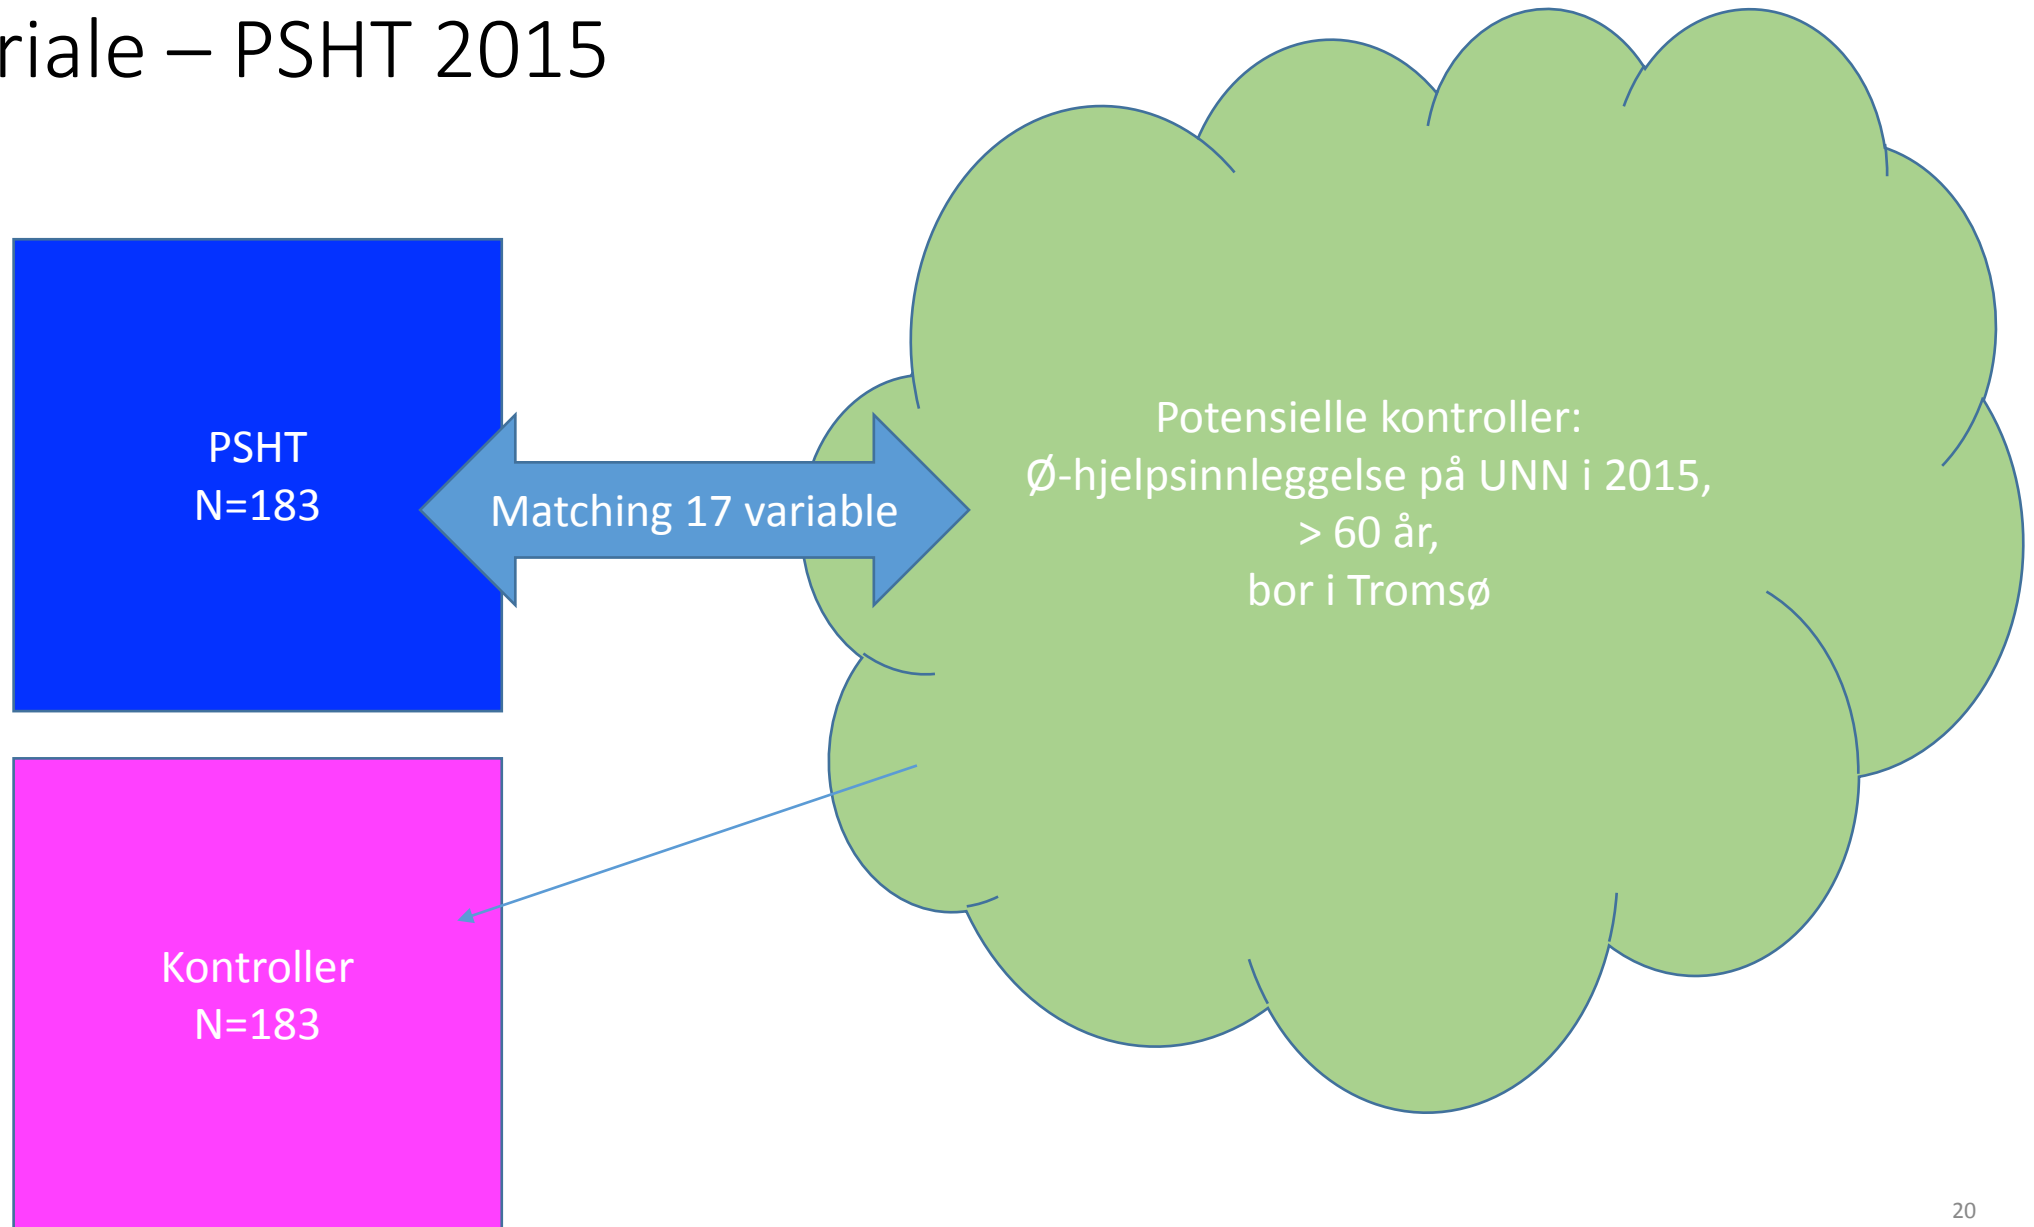 riale – PSHT 2015
PSHT
N=183
Matching 17 variable
Potensielle kontroller:
Ø-hjelpsinnleggelse på UNN i 2015,
> 60 år,
bor i Tromsø
Kontroller
N=183
20